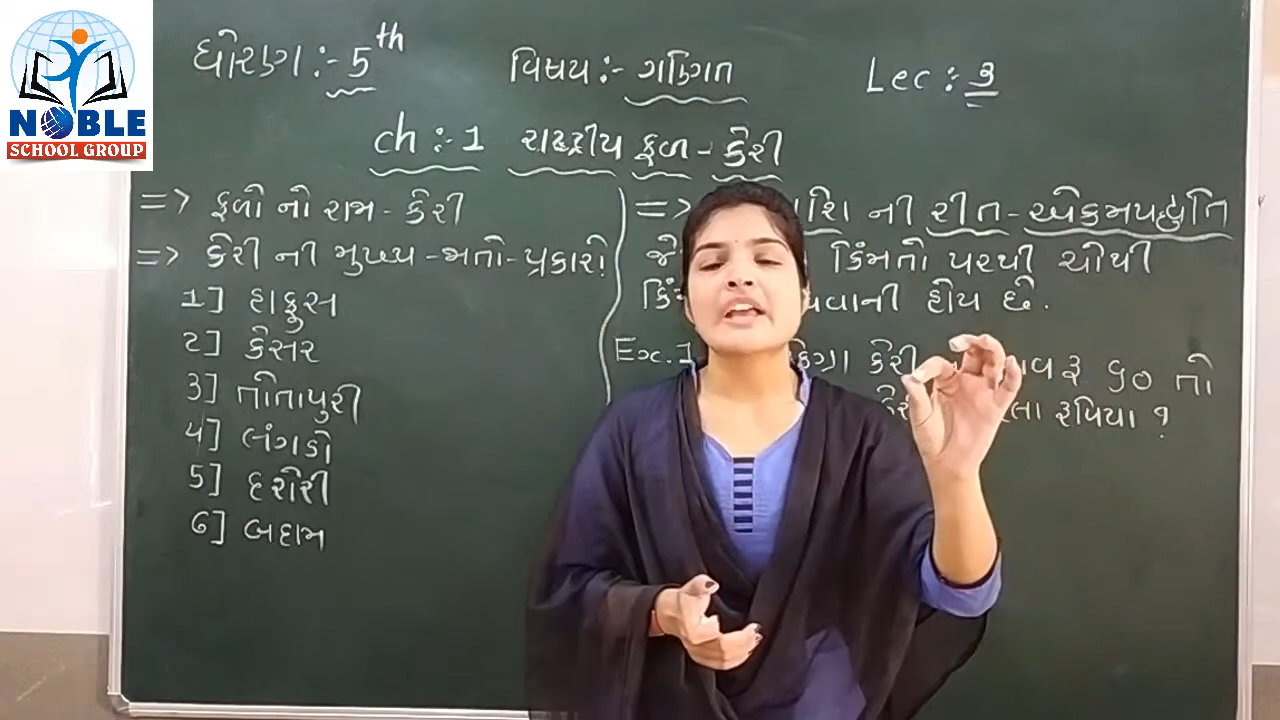 NOBLE
SCHOOL GROUP
ધોરણ :- 5th
વિષય :- ગણિત
Lec :- ૩
ch :- 1 રાષ્ટ્રીય ફળ - કેરી
=> ફળો નો રાજા - કેરી
=> કેરી ની મુખ્ય - જાતો - પ્રકારો
1] હાફુસ
2] કેસર
3] તોતાપુરી
4] લંગડો
5] દશેરી
6] બદામ
=> ની રીત - એકમપદ્ધતિ
જે કિંમતો પરથી ચોથી
હોય છે.
Ex. 1 કેરી રૂ ૬૦ તો
રૂપિયા ?